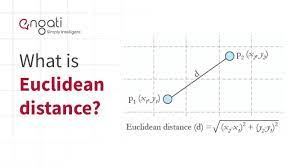 engati
Simply Intelligent
What is
Euclidean
distance?
p₂ (x₂,y₂)
d
p₁ (x₁,y₁)
Euclidean distance (d) = √(x₂-x₁)² + (y₂-y₁)²